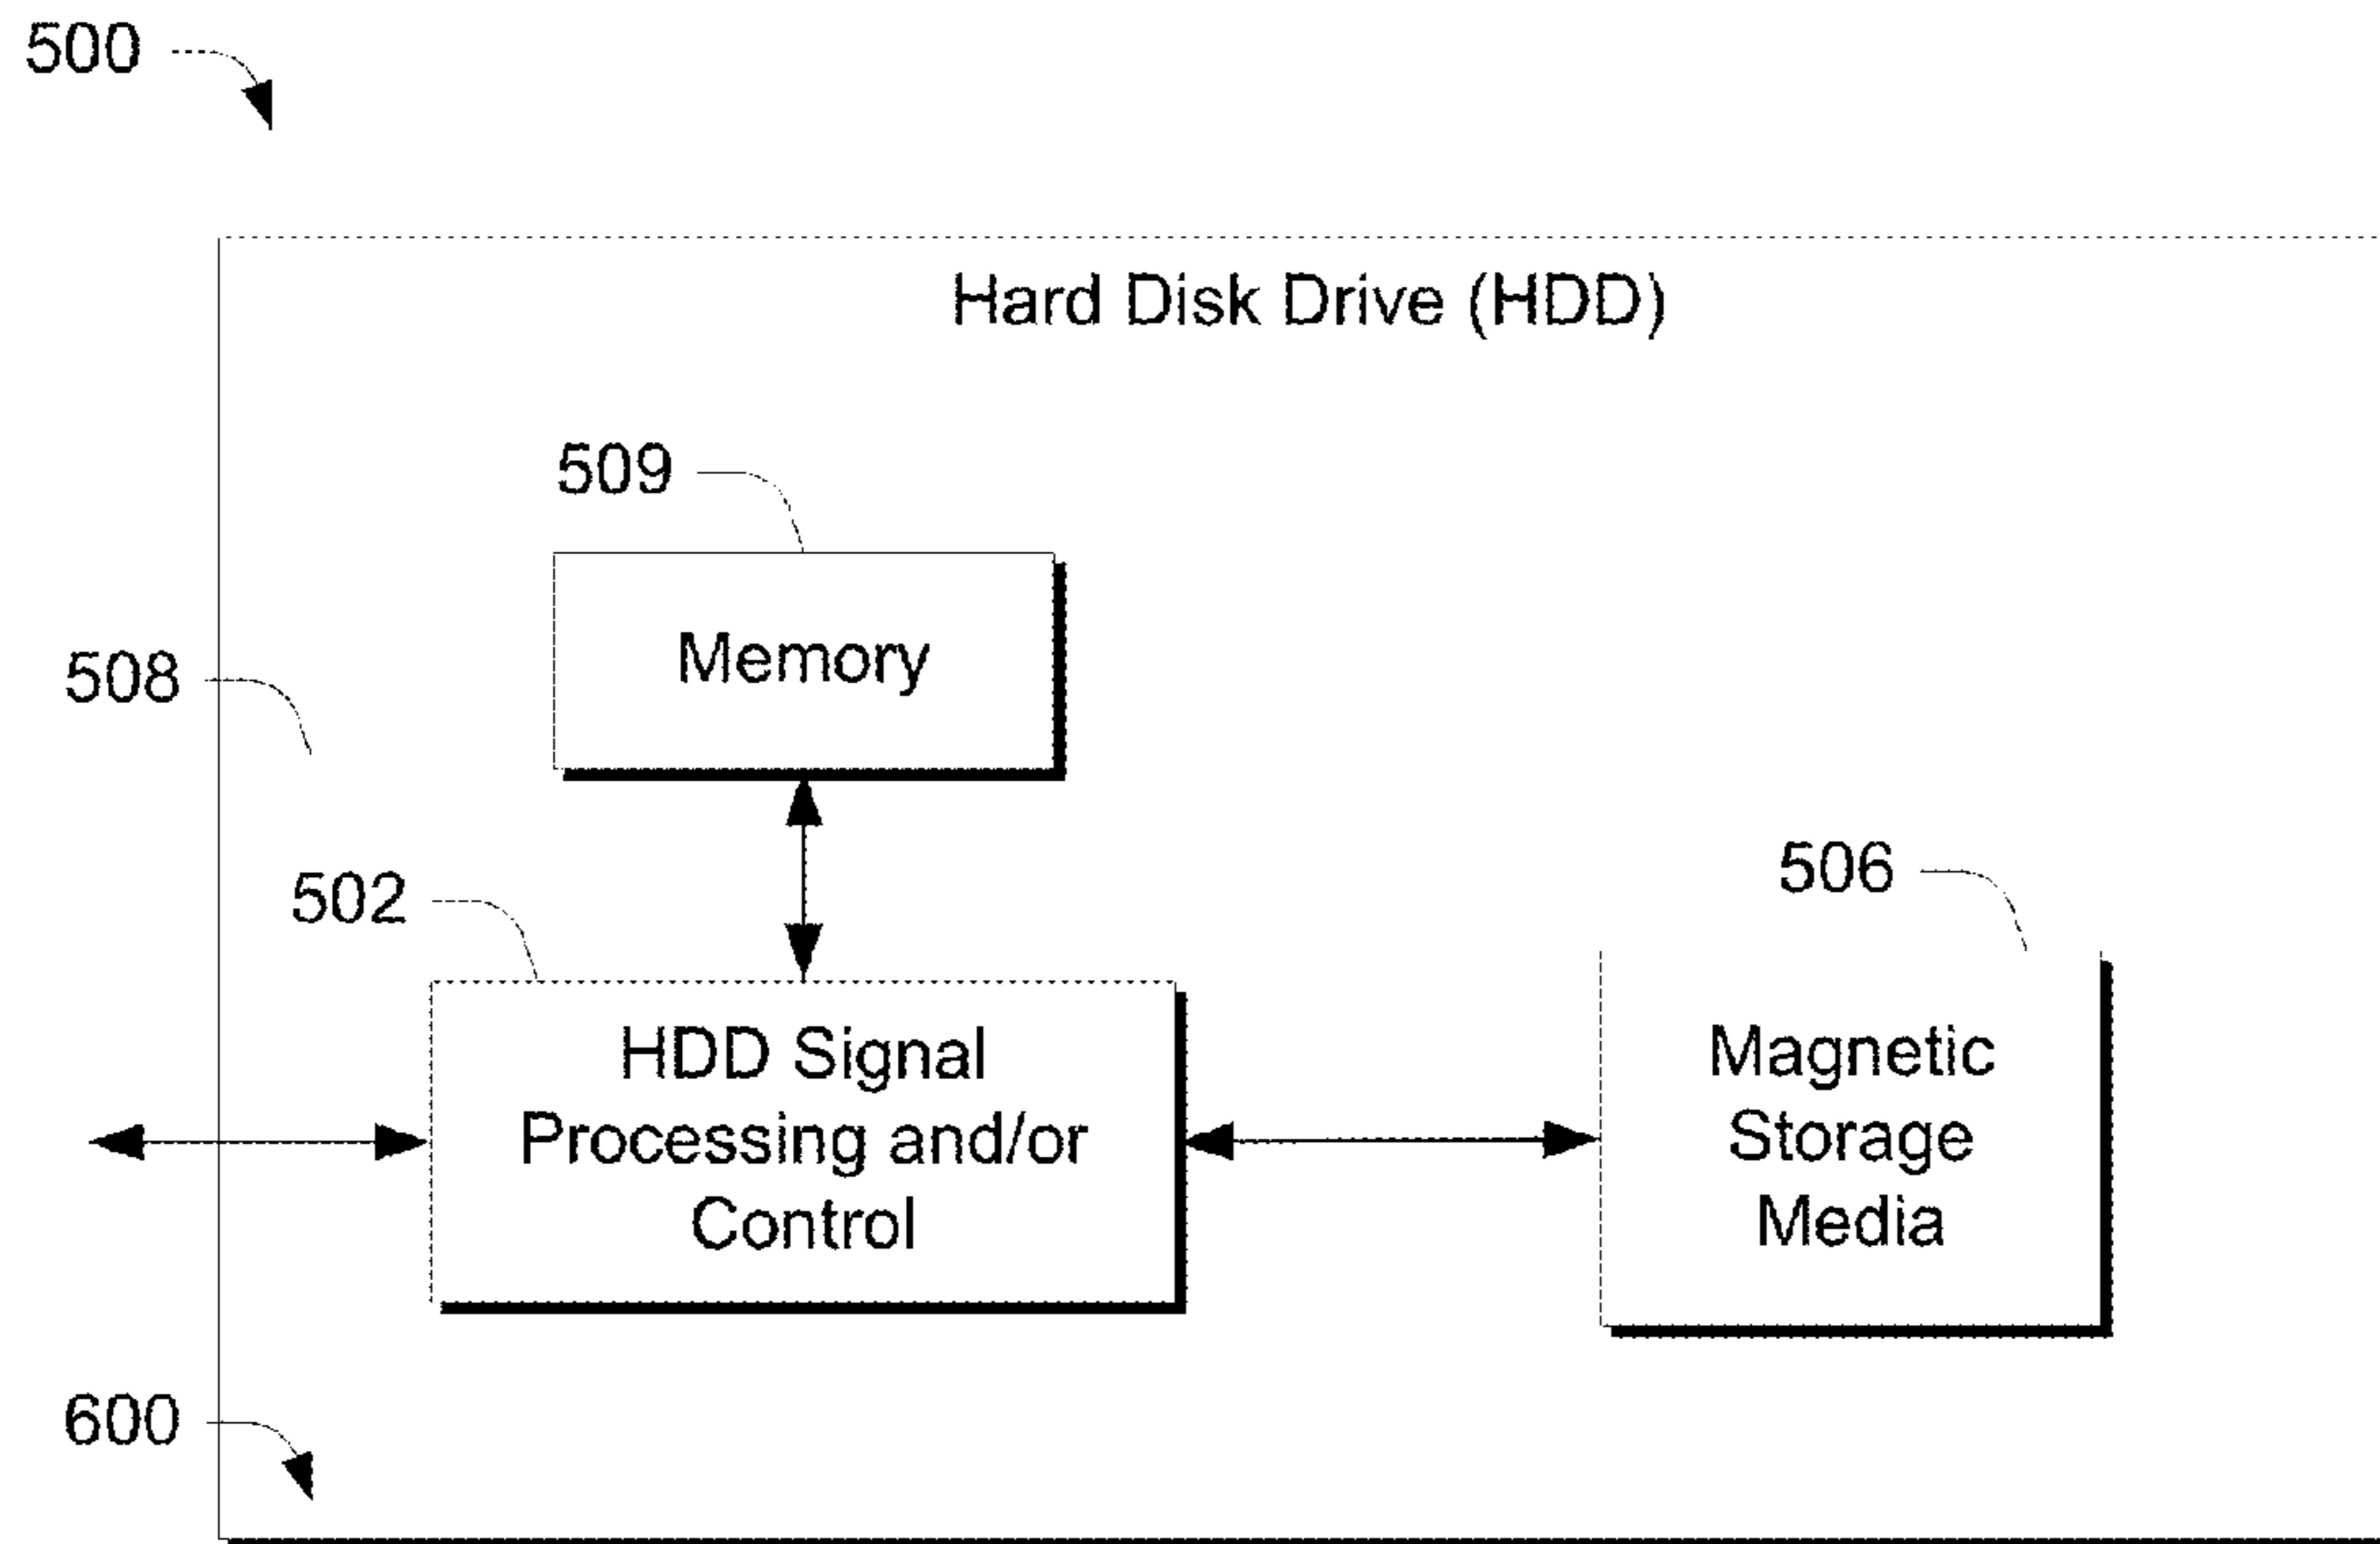 500
Hard Disk Drive (HDD)
509
Memory
508
502
506
HDD Signal
Processing and/or
Control
Magnetic
Storage
Media
600